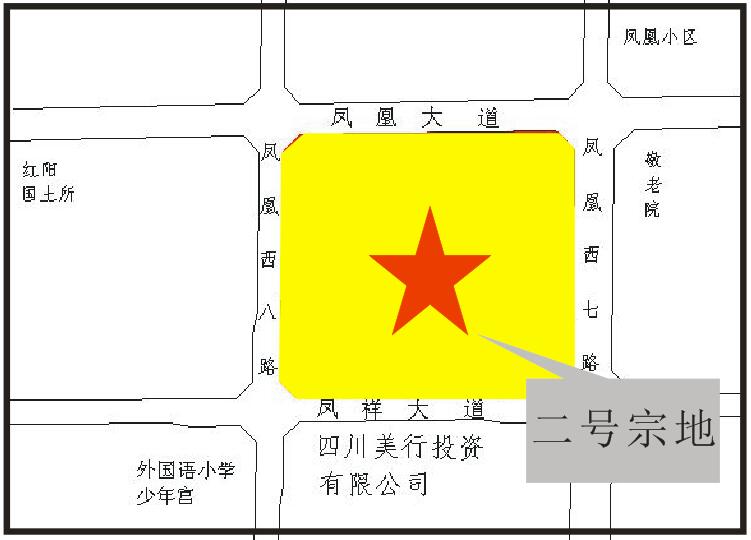 凤凰小区
凤凰大道
红阳
国土所
凤凰西八路
凤凰西七路
敬老院
二号宗地
凤祥大道
四川美行投资
有限公司
外国语小学
少年宫